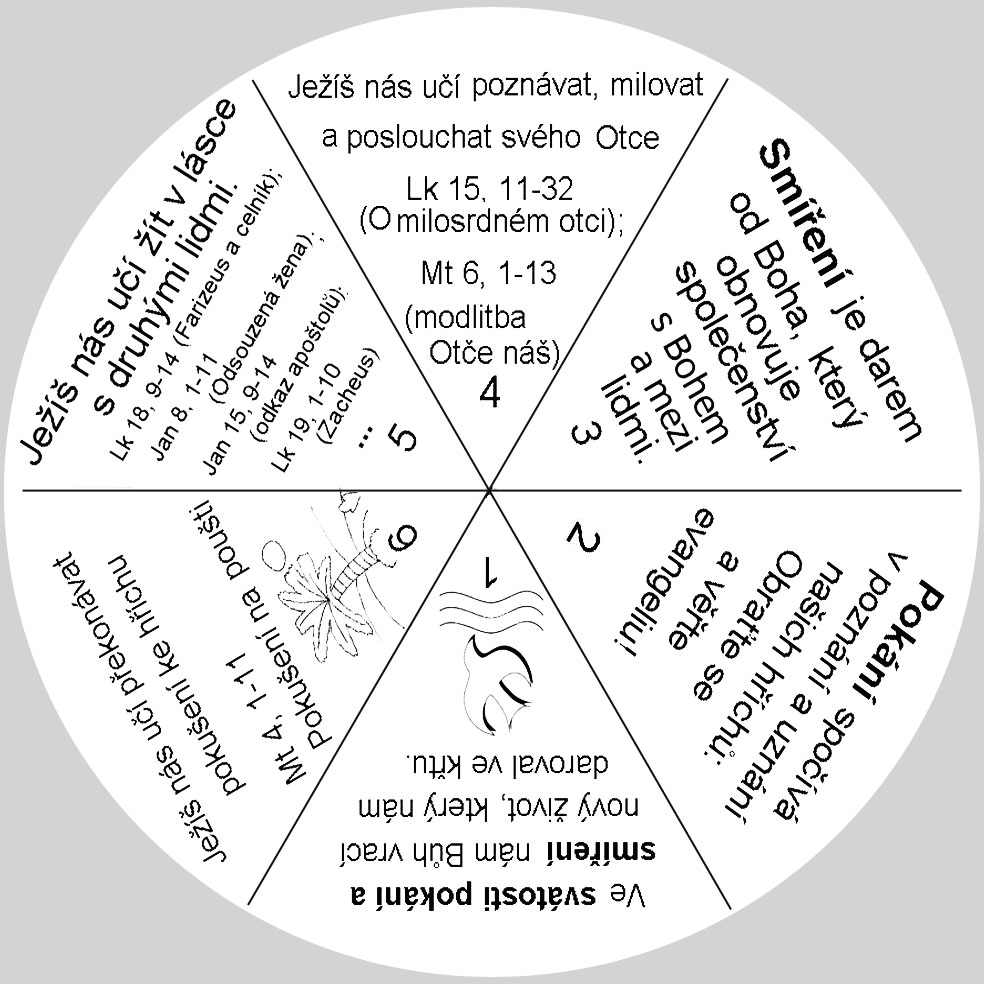 Ve svátosti pokání a
smíření nám Bůh vrací
nový život, který nám
daroval ve křtu.
1
Pokání spočívá
v poznání a uznání
našich hříchů:
Obraťte se
a věřte
evangeliu!
2
Smíření je darem
od Boha, který
obnovuje
společenství
s Bohem
a mezi
lidmi.
3
Ježíš nás učí poznávat, milovat
a poslouchat svého Otce
Lk 15, 11-32
(O milosrdném otci);
Mt 6, 1-13
(modlitba
Otče náš)
4
Ježíš nás učí žít v lásce
s druhými lidmi.
Lk 18, 9-14 (Farizeus a celník);
Jan 8, 1-11
(Odsouzená žena);
Jan 15, 9-14
(odkaz apoštolů);
Lk 19, 1-10
(Zacheus)
...
5
Ježíš nás učí překonávat
pokušení ke hříchu
Mt 4, 1-11
Pokušení na poušti
6